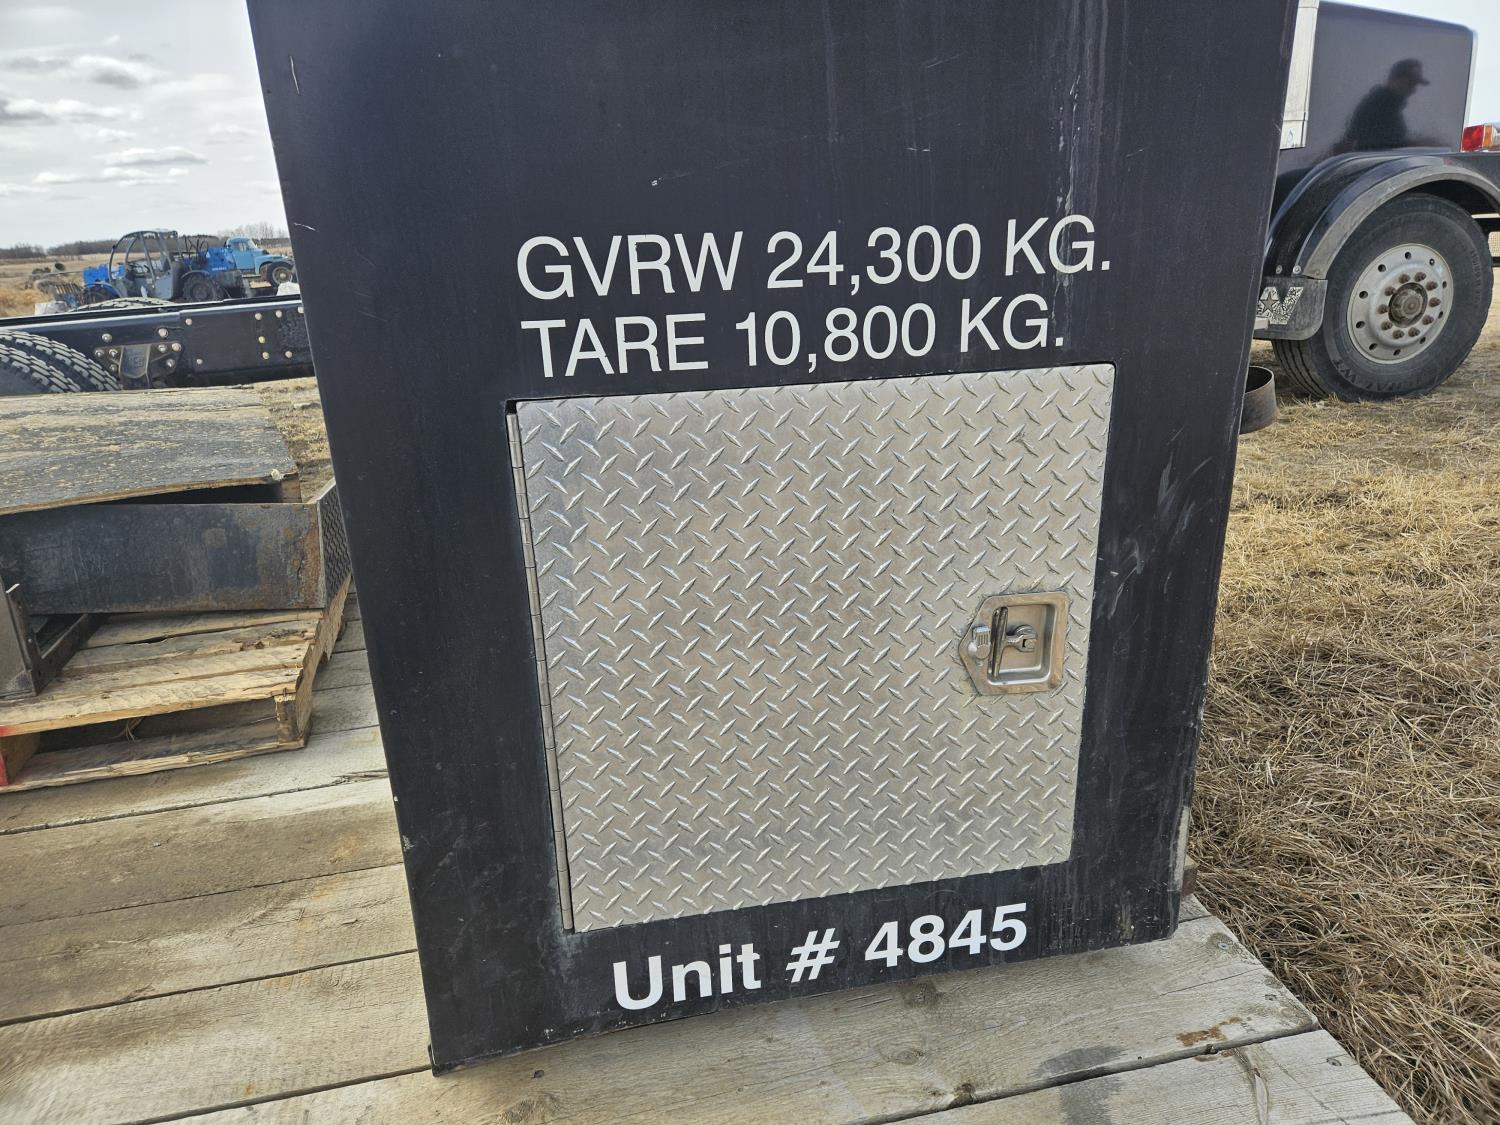 GVRW 24,300 KG.
TARE 10,800 KG.
Unit # 4845